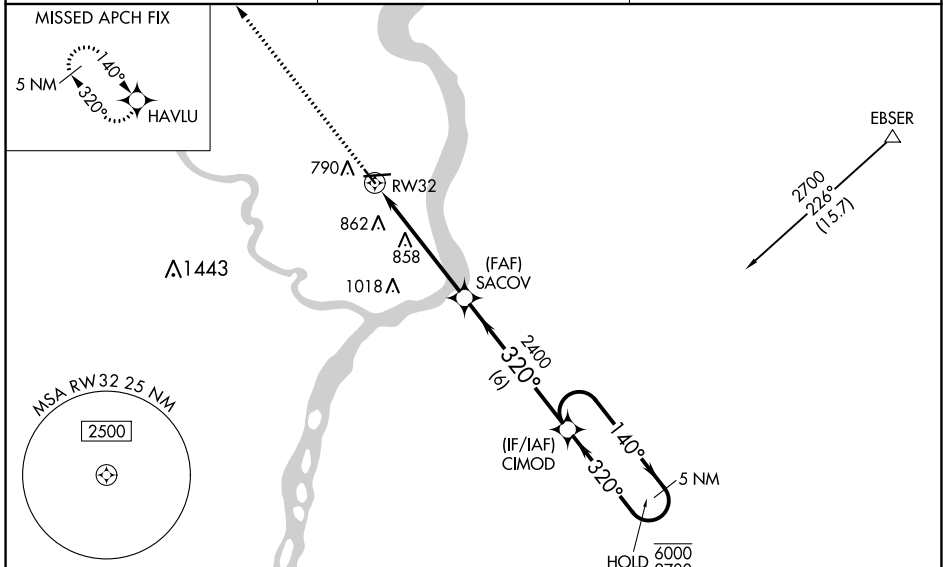 MISSED APCH FIX
5 NM
140°
320°
HAVLU
EBSER
790
RW32
2700
226°
(15.7)
862
858
1443
1018
(FAF)
SACOV
2400
320°
(6)
MSA RW32 25 NM
2500
(IF/IAF)
CIMOD
140°
320°
5 NM
HOLD
6000